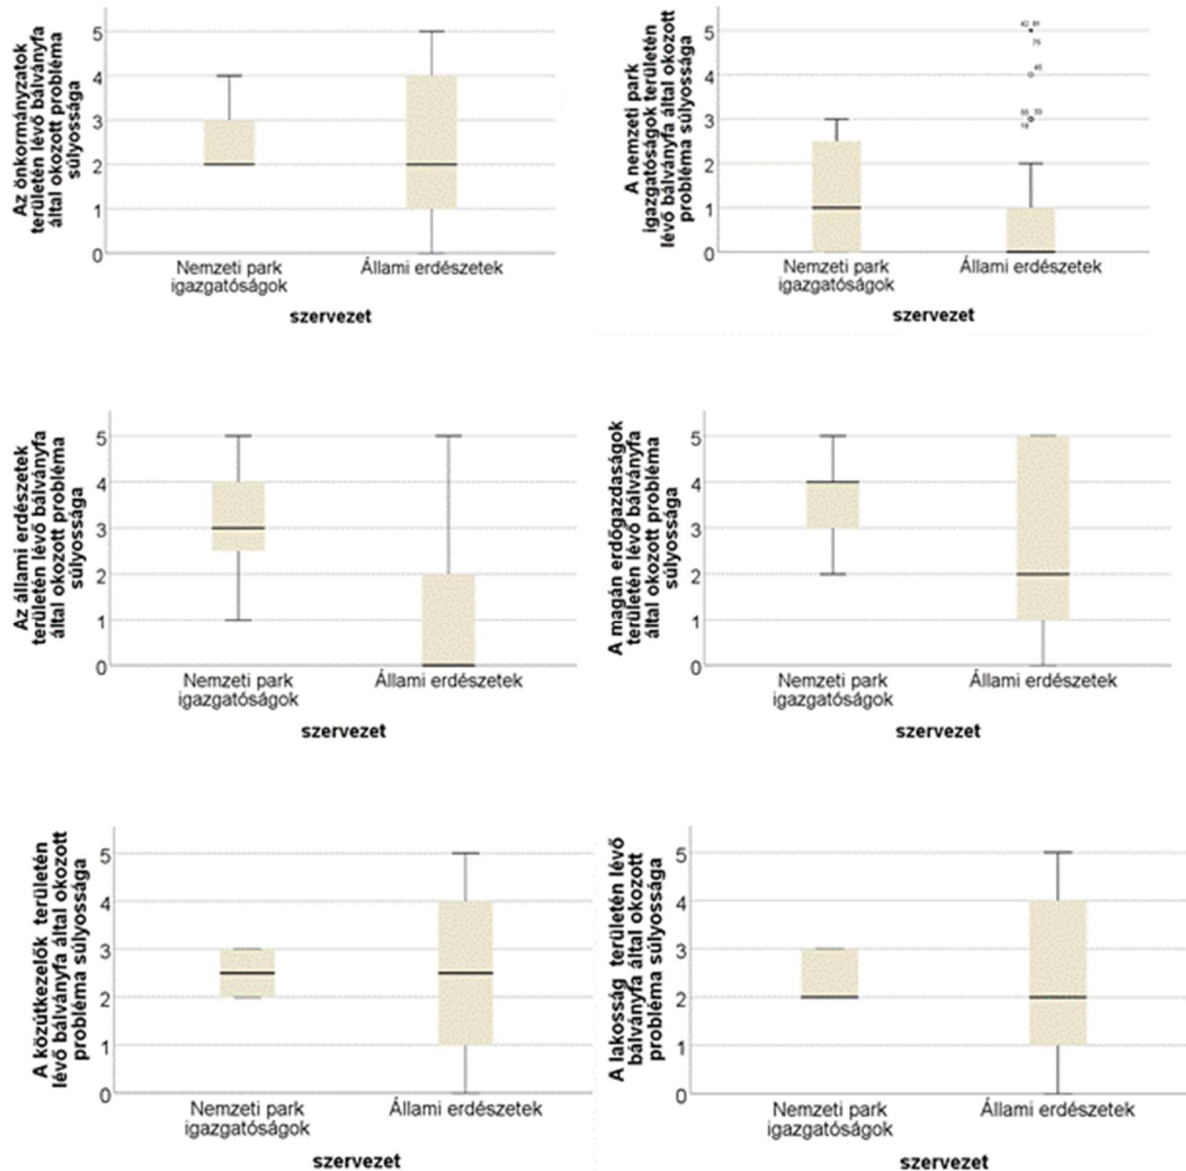 Az önkormányzatok
területén lévő bálványfa
által okozott probléma
súlyossága
5
4
3
2
1
0
Nemzeti park
igazgatóságok
Állami erdészetek
szervezet
A nemzeti park
igazgatóságok területén
lévő bálványfa által okozott
probléma súlyossága
5
4
3
2
1
0
75
45
Nemzeti park
igazgatóságok
Állami erdészetek
szervezet
Az állami erdészetek
területén lévő bálványfa
által okozott probléma
súlyossága
5
4
3
2
1
0
Nemzeti park
igazgatóságok
Állami erdészetek
szervezet
A magán erdőgazdaságok
területén lévő bálványfa
által okozott probléma
súlyossága
5
4
3
2
1
0
Nemzeti park
igazgatóságok
Állami erdészetek
szervezet
A közútkezelők területén
lévő bálványfa által okozott
probléma súlyossága
5
4
3
2
1
0
Nemzeti park
igazgatóságok
Állami erdészetek
szervezet
A lakosság területén lévő
bálványfa által okozott
probléma súlyossága
5
4
3
2
1
0
Nemzeti park
igazgatóságok
Állami erdészetek
szervezet